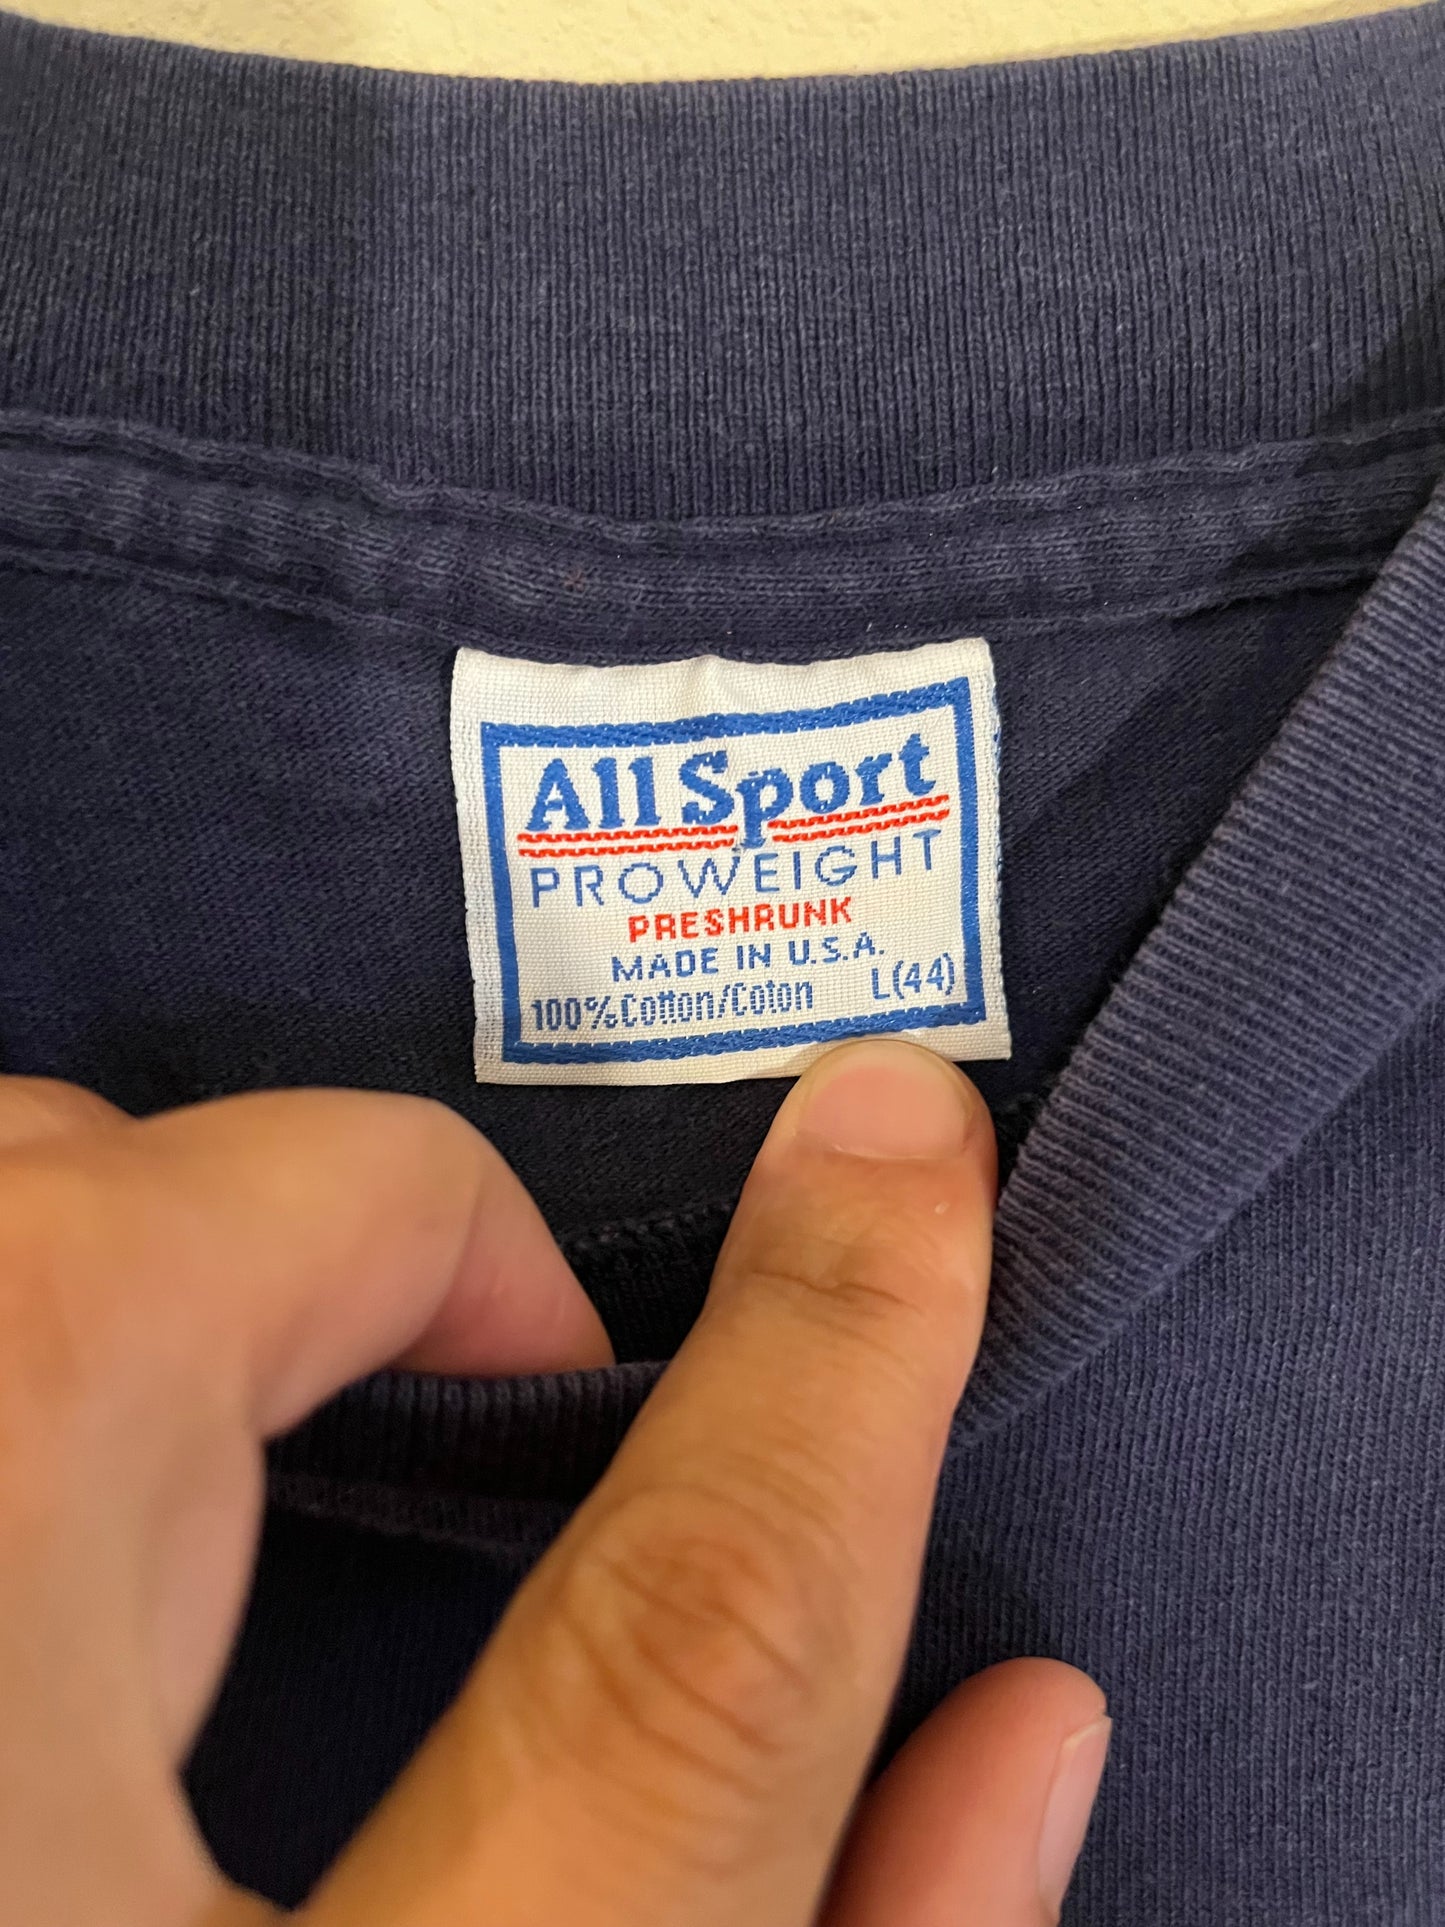 All Sport
PROWEIGHT
PRESHRUNK
MADE IN U.S.A.
100% Cotton/Coton L(44)